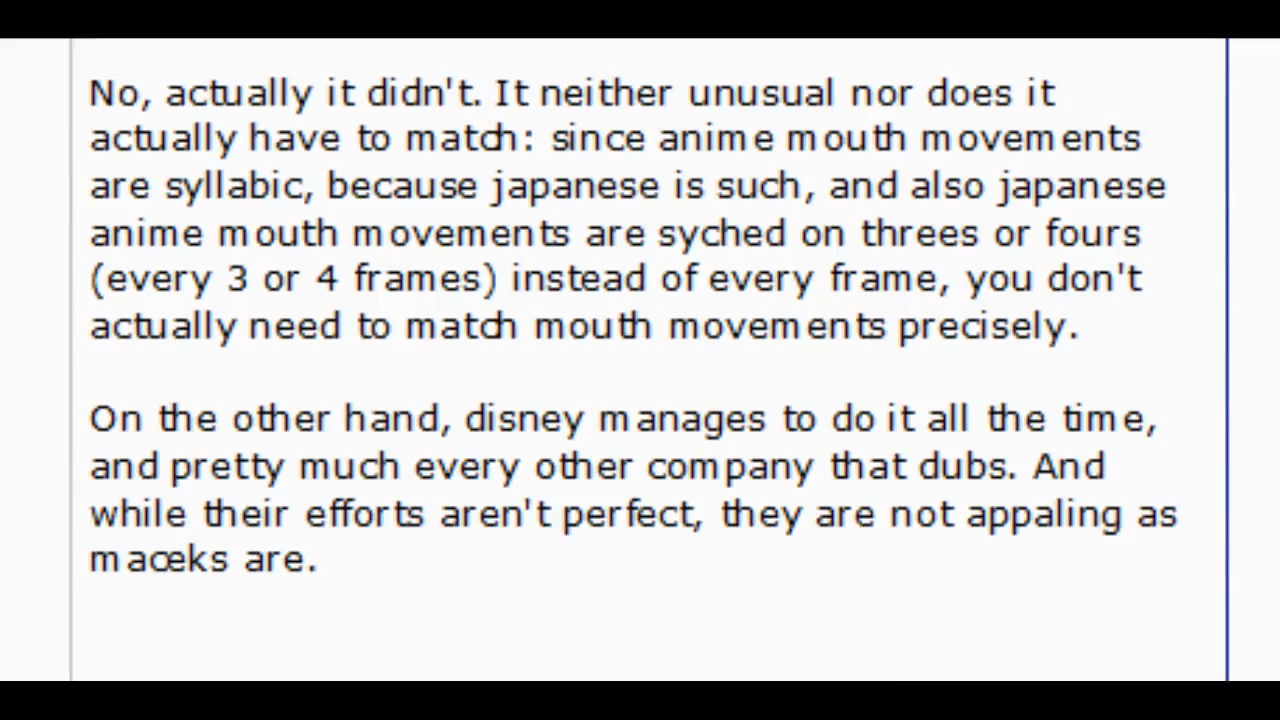 No, actually it didn't. It neither unusual nor does it
actually have to match: since anime mouth movements
are syllabic, because japanese is such, and also japanese
anime mouth movements are syched on threes or fours
(every 3 or 4 frames) instead of every frame, you don't
actually need to match mouth movements precisely.
On the other hand, disney manages to do it all the time,
and pretty much every other company that dubs. And
while their efforts aren't perfect, they are not appaling as
maceks are.